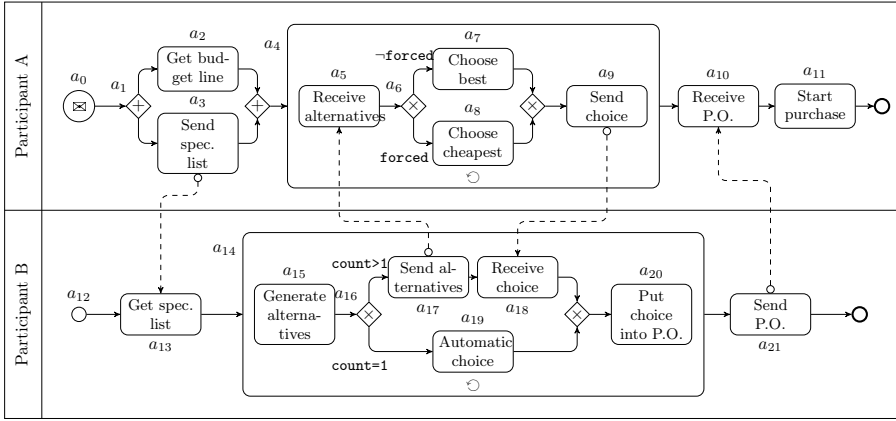 Participant A
a0
a1
a2
Get bud-
get line
a3
Send
spec.
list
a4
a5
Receive
alternatives
a6
¬forced
a7
Choose
best
a8
Choose
cheapest
forced
a9
Send
choice
a10
Receive
P.O.
a11
Start
purchase
Participant B
a12
Get spec.
list
a13
a14
a15
Generate
alterna-
tives
a16
count>1
Send al-
ternatives
a17
Receive
choice
a18
a19
Automatic
choice
count=1
a20
Put
choice
into P.O.
Send
P.O.
a21